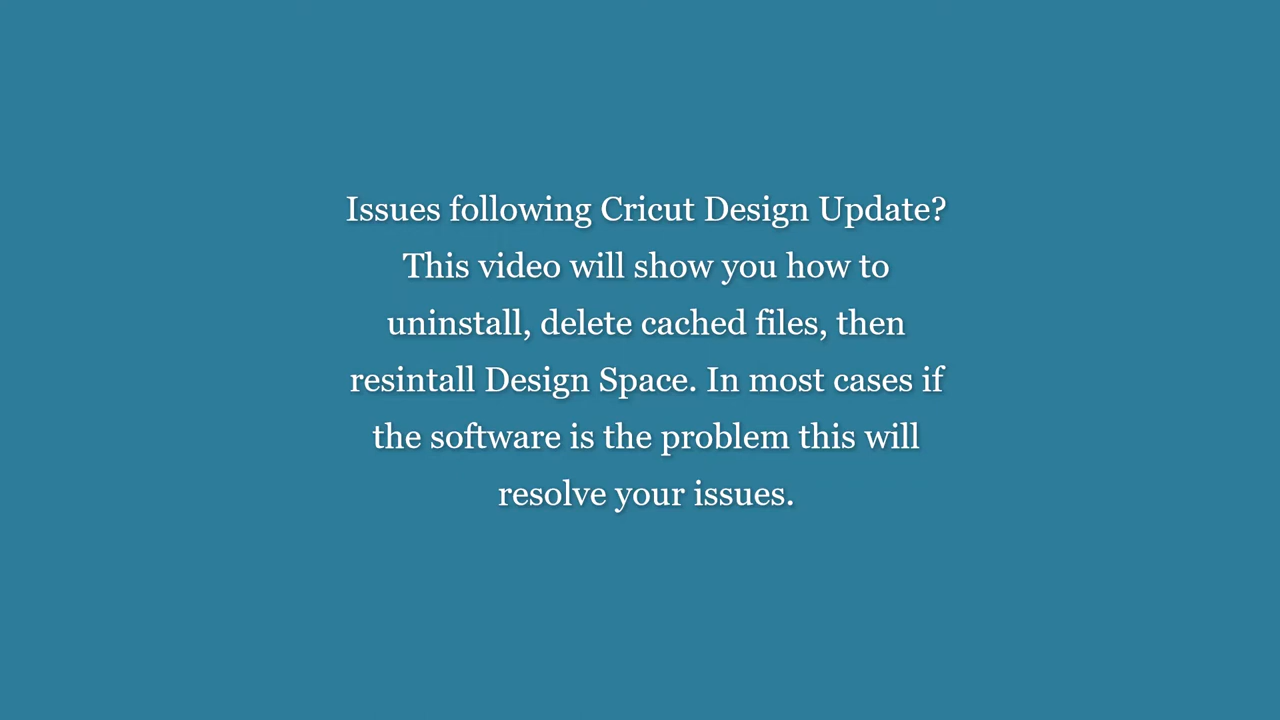 Issues following Cricut Design Update?
This video will show you how to
uninstall, delete cached files, then
resintall Design Space. In most cases if
the software is the problem this will
resolve your issues.